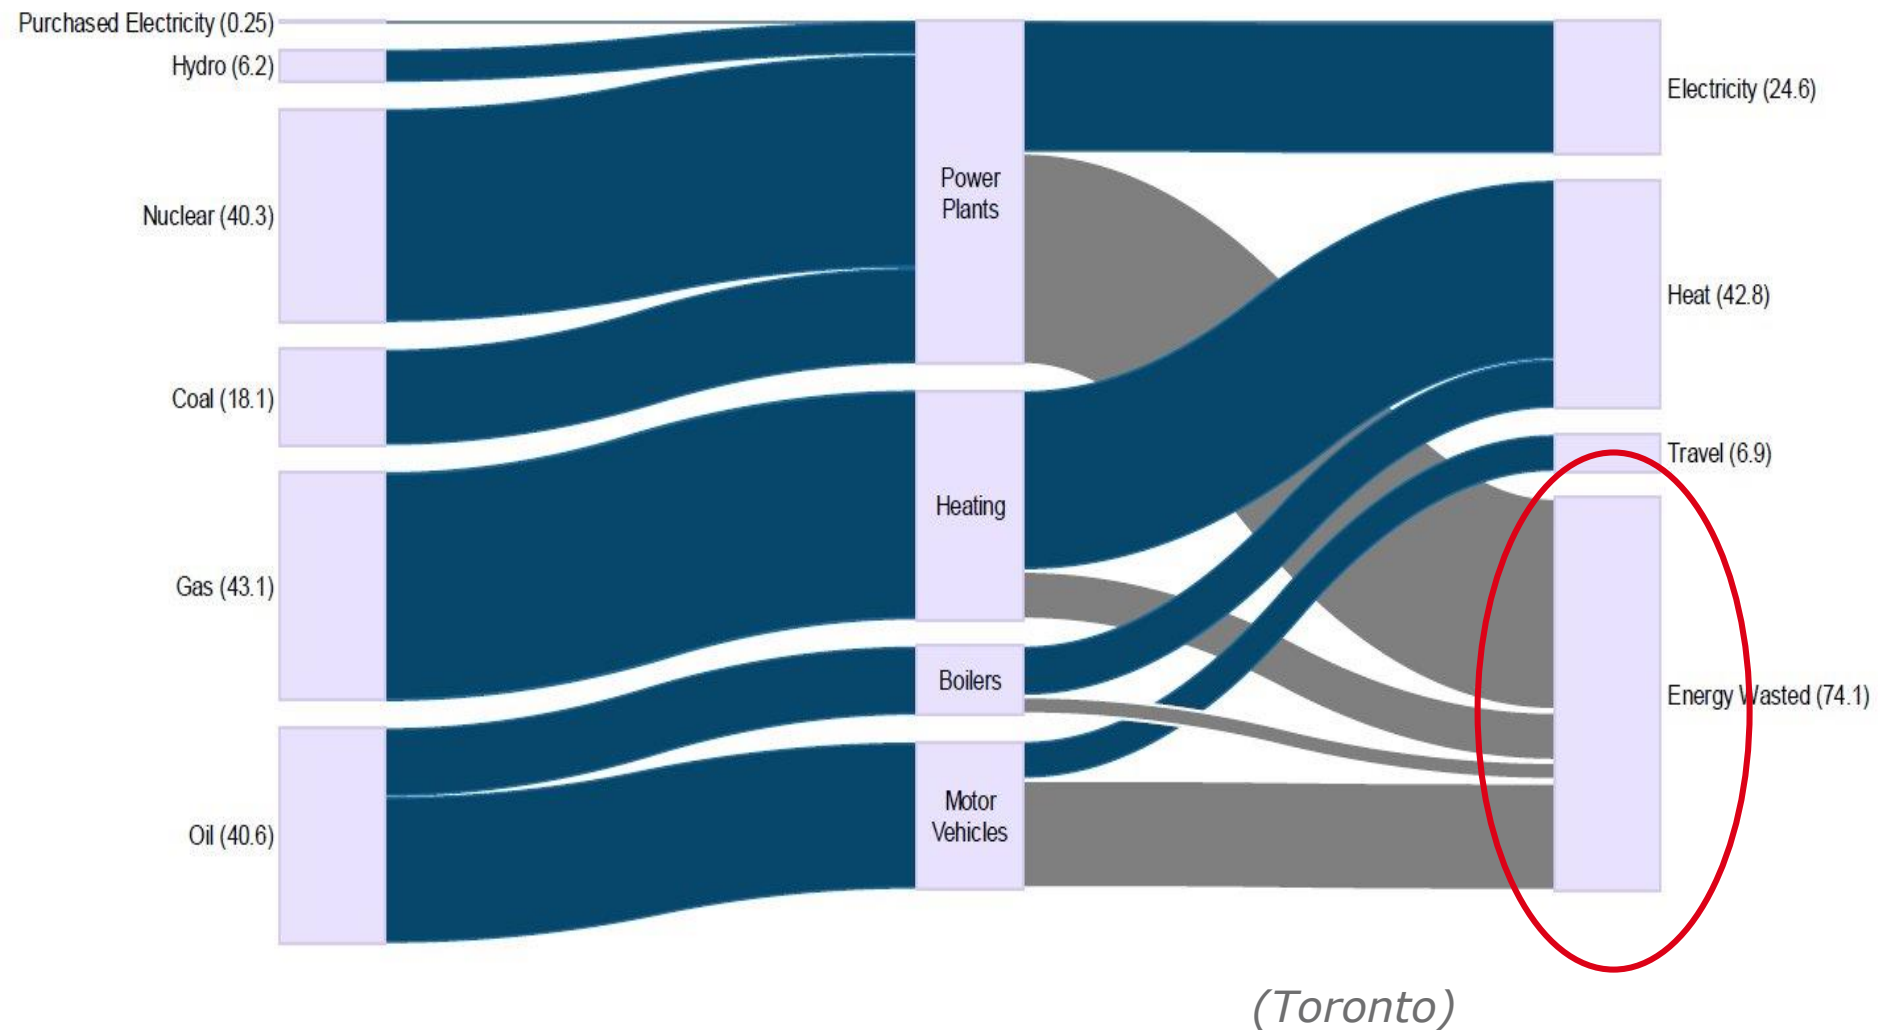 Purchased Electricity (0.25)
Hydro (6.2)
Nuclear (40.3)
Coal (18.1)
Gas (43.1)
Oil (40.6)
Power
Plants
Heating
Boilers
Motor
Vehicles
Electricity (24.6)
Heat (42.8)
Travel (6.9)
Energy Wasted (74.1)
(Toronto)